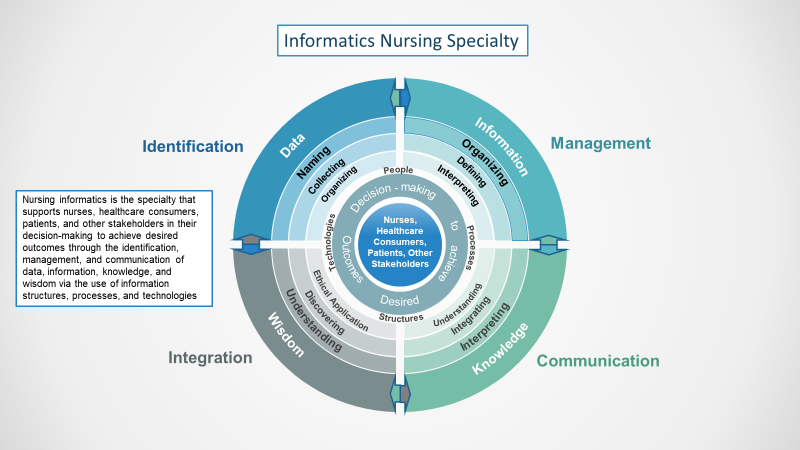 Informatics Nursing Specialty
Identification
Management
Data
Naming
Collecting
Organizing
Information
Organizing
Defining
Interpreting
People
Decision - making
to achieve
Desired
Outcomes
Technologies
Processes
Structures
Nurses,
Healthcare
Consumers,
Patients, Other
Stakeholders
Nursing informatics is the specialty that
supports nurses, healthcare consumers,
patients, and other stakeholders in their
decision-making to achieve desired
outcomes through the identification,
management, and communication of
data, information, knowledge, and
wisdom via the use of information
structures, processes, and technologies
Ethical Application
Discovering
Understanding
Wisdom
Understanding
Integrating
Interpreting
Knowledge
Integration
Communication